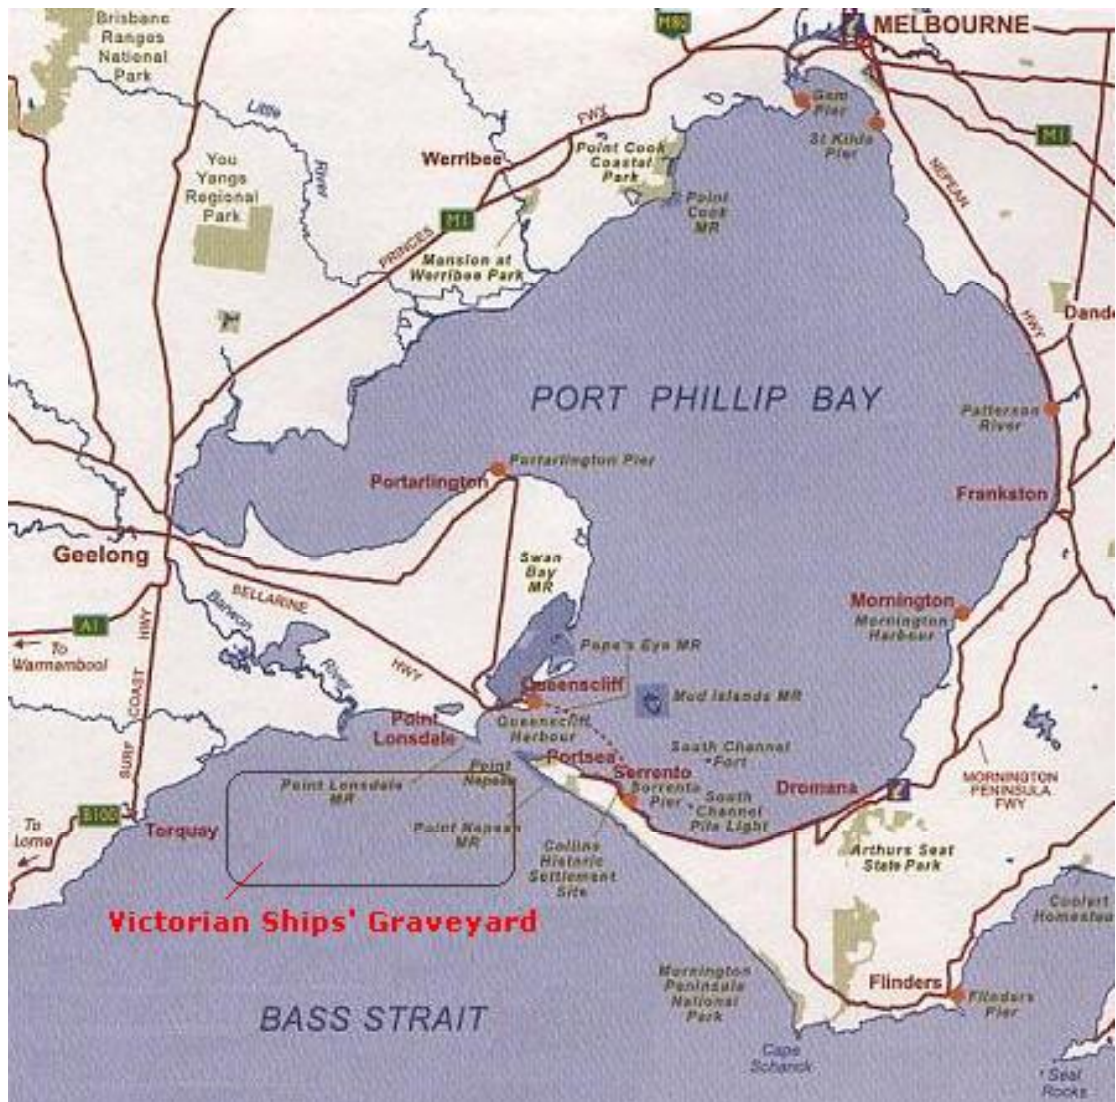 Brisbane
Ranges
National
Park
M80
MELBOURNE
Gem
Pier
St Kilda
Pier
M1
Little
River
FWY
Werribee
Point Cook
Coastal
Park
You
Yangs
Regional
Park
NEPEAN
HWY
Point
Cook
MR
M1
PRINCES
Mansion at
Werribee Park
Dande
PORT PHILLIP BAY
Patterson
River
Portarlington Pier
Portarlington
Frankston
Geelong
Swan
Bay
MR
BELLARINE
HWY
Barwon
River
A1
To
Warrnambool
SURF COAST HWY
Mornington
Mornington
Harbour
Pope's Eye MR
Queenscliff
Mud Islands MR
Queenscliff
Harbour
Point
Lonsdale
South Channel
Fort
Portsea
Point
Nepean
Sorrento
Sorrento
Pier
Dromana
MORNINGTON
PENINSULA
FWY
Point Lonsdale
MR
South
Channel
Pile Light
B100
To
Lorne
Torquay
Point Nepean
MR
Collins
Historic
Settlement
Site
Arthurs Seat
State Park
Victorian Ships' Graveyard
Coolart
Homestea
Mornington
Peninsula
National
Park
Flinders
Flinders
Pier
BASS STRAIT
Cape
Schanck
Seal
Rocks